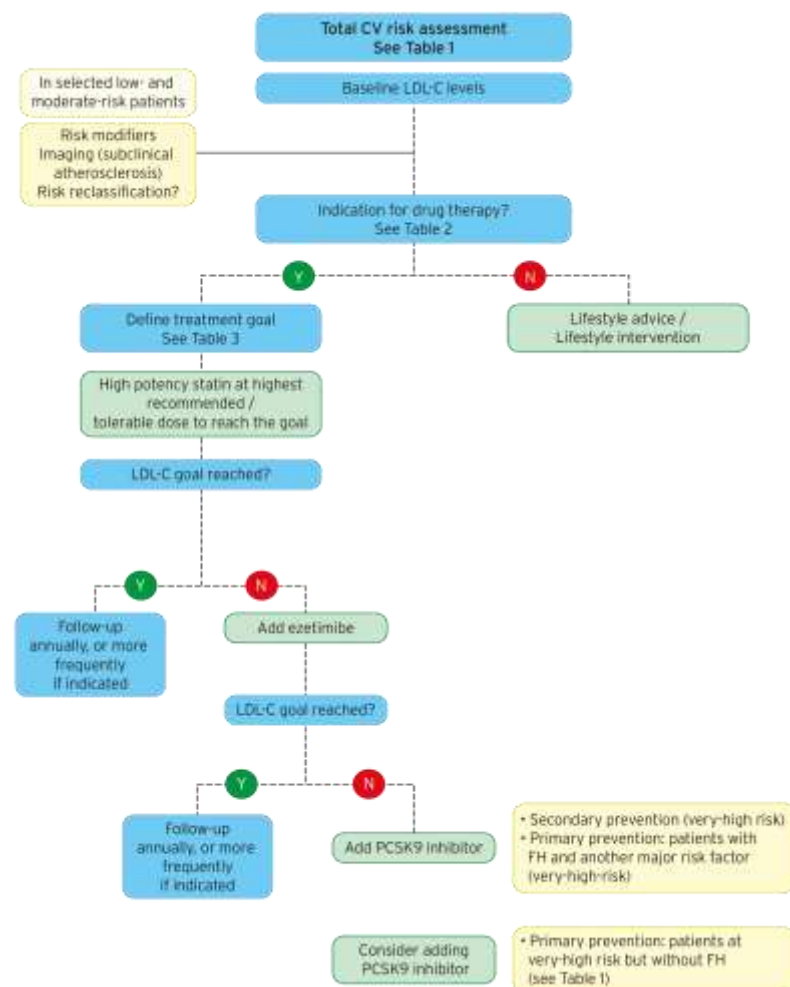 Total CV risk assessment
See Table 1
In selected low- and
moderate-risk patients
Baseline LDL-C levels
Risk modifiers
Imaging (subclinical
atherosclerosis)
Risk reclassification?
Indication for drug therapy?
See Table 2
Y
N
Define treatment goal
See Table 3
Lifestyle advice /
Lifestyle intervention
High potency statin at highest
recommended /
tolerable dose to reach the goal
LDL-C goal reached?
Y
N
Follow-up
annually, or more
frequently
if indicated
Add ezetimibe
LDL-C goal reached?
Y
N
Follow-up
annually, or more
frequently
if indicated
Add PCSK9 inhibitor
• Secondary prevention (very-high risk)
• Primary prevention: patients with
FH and another major risk factor
(very-high-risk)
Consider adding
PCSK9 inhibitor
• Primary prevention: patients at
very-high risk but without FH
(see Table 1)